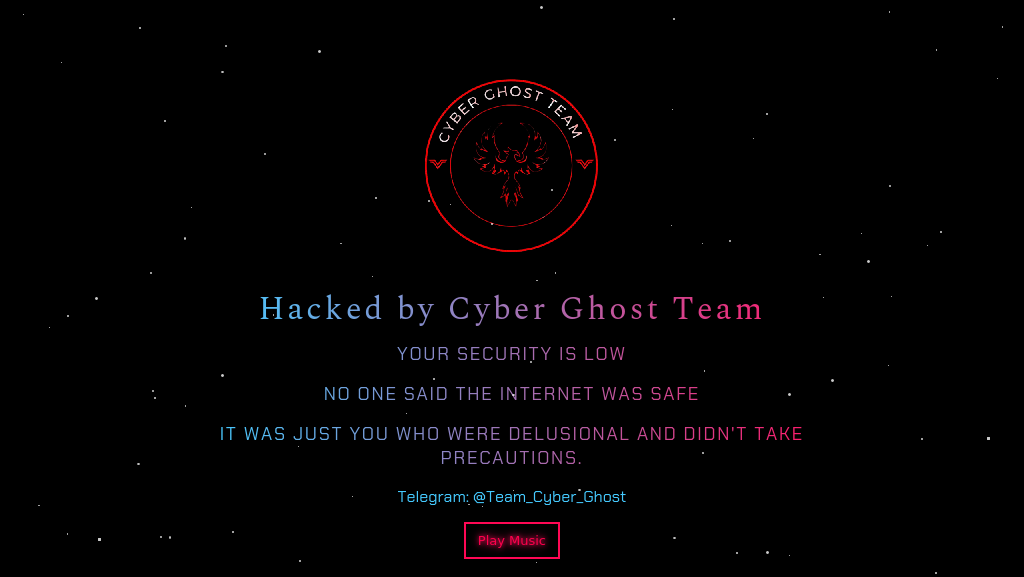 CYBER GHOST TEAM
Hacked by Cyber Ghost Team
YOUR SECURITY IS LOW
NO ONE SAID THE INTERNET WAS SAFE
IT WAS JUST YOU WHO WERE DELUSIONAL AND DIDN'T TAKE
PRECAUTIONS.
Telegram: @Team_Cyber_Ghost
Play Music